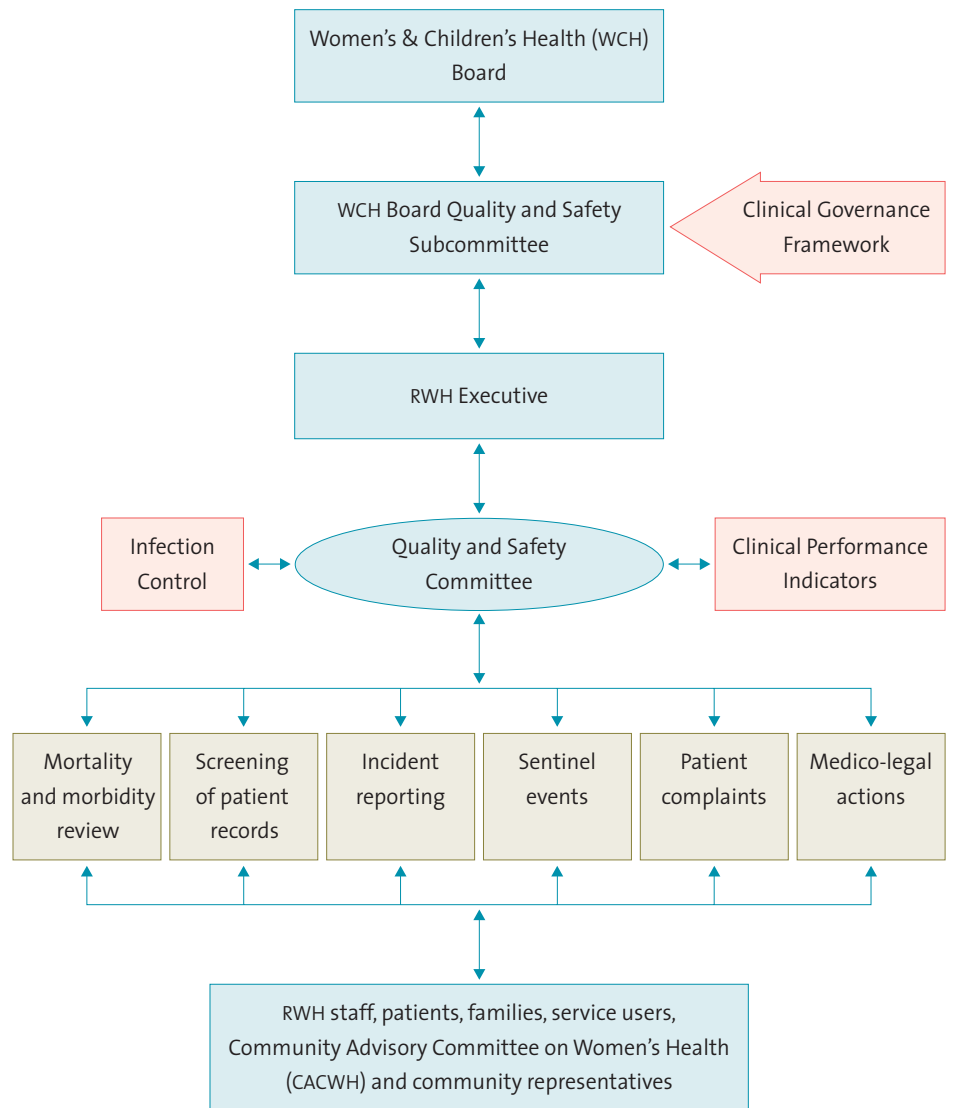 Women's & Children's Health (WCH)
Board
WCH Board Quality and Safety
Subcommittee
Clinical Governance
Framework
RWH Executive
Infection
Control
Quality and Safety
Committee
Clinical Performance
Indicators
Mortality
and morbidity
review
Screening
of patient
records
Incident
reporting
Sentinel
events
Patient
complaints
Medico-legal
actions
RWH staff, patients, families, service users,
Community Advisory Committee on Women's Health
(CACWH) and community representatives